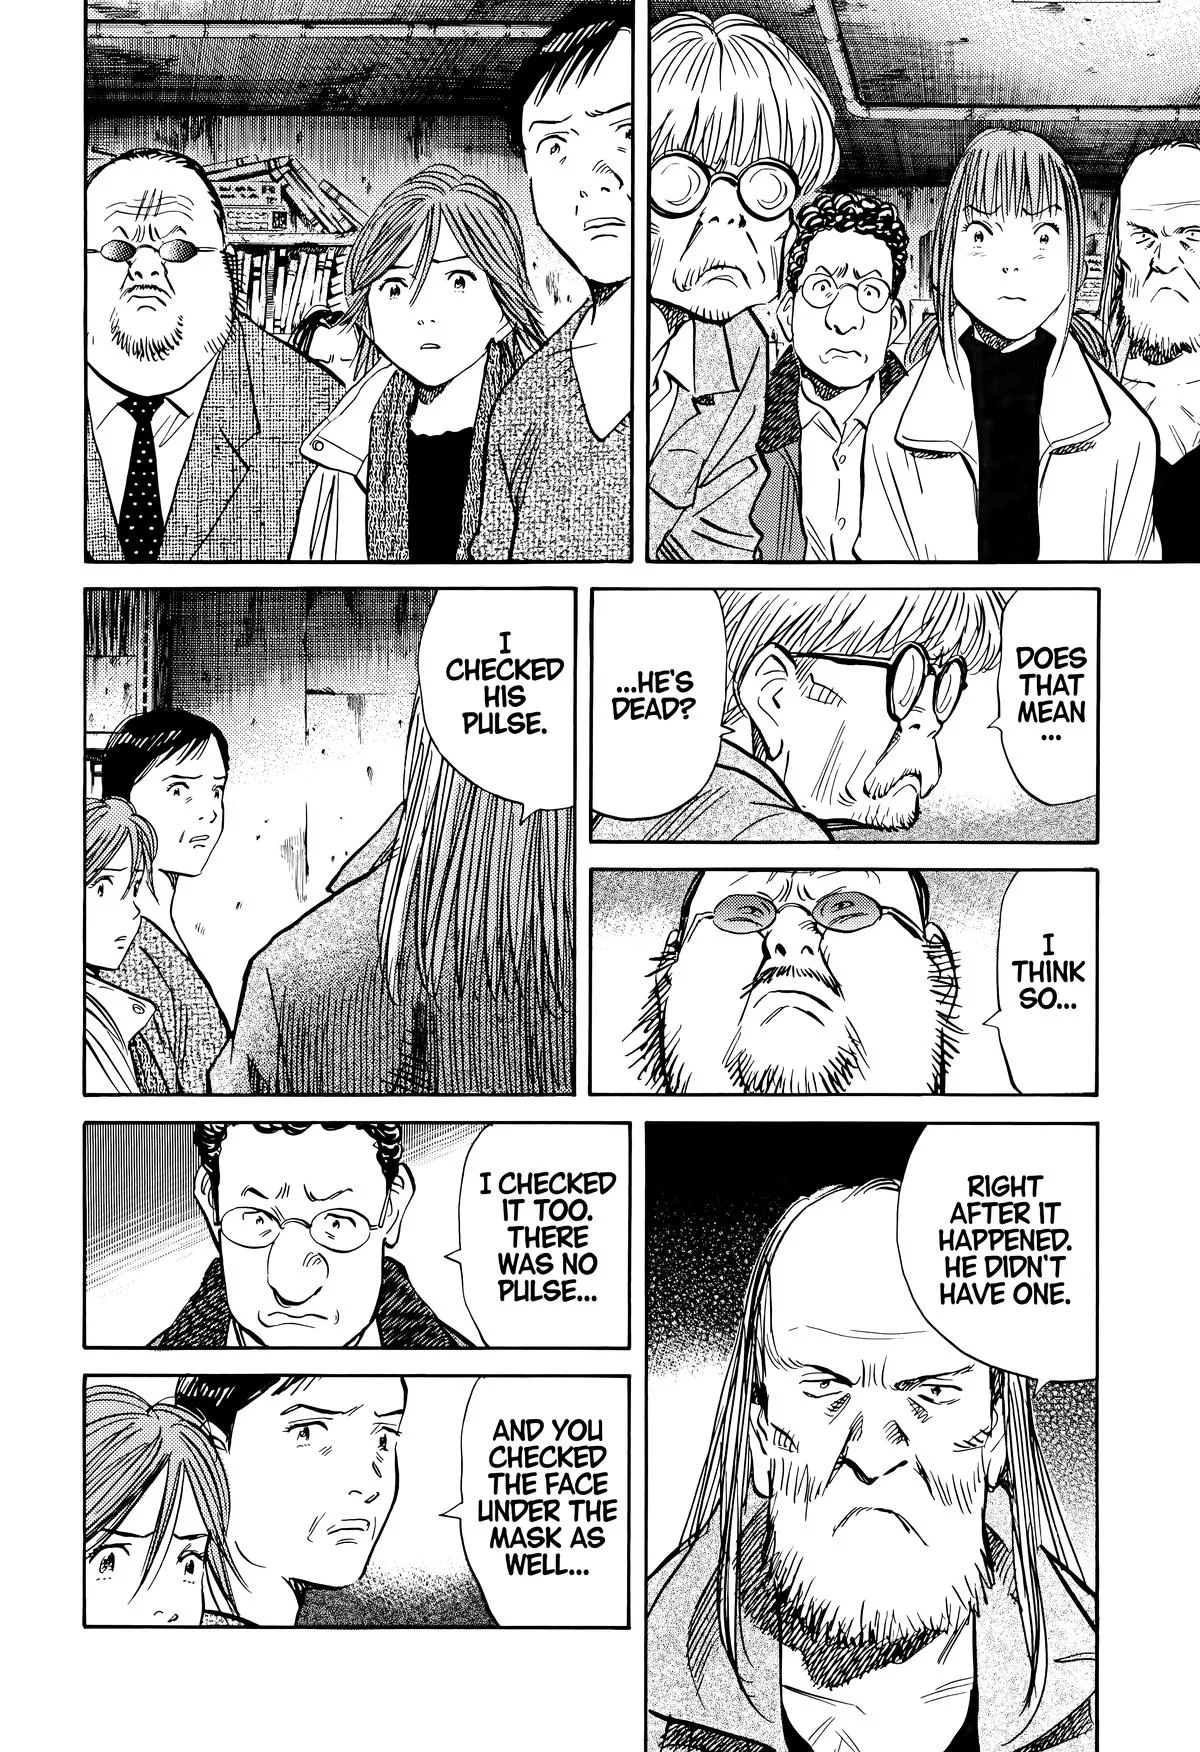 DOES
THAT
MEAN
...
...HE'S
DEAD?
I
THINK
SO...
I
CHECKED
HIS
PULSE.
RIGHT
AFTER IT
HAPPENED.
HE DIDN'T
HAVE ONE.
I CHECKED
IT TOO.
THERE
WAS NO
PULSE...
AND YOU
CHECKED
THE FACE
UNDER THE
MASK AS
WELL...